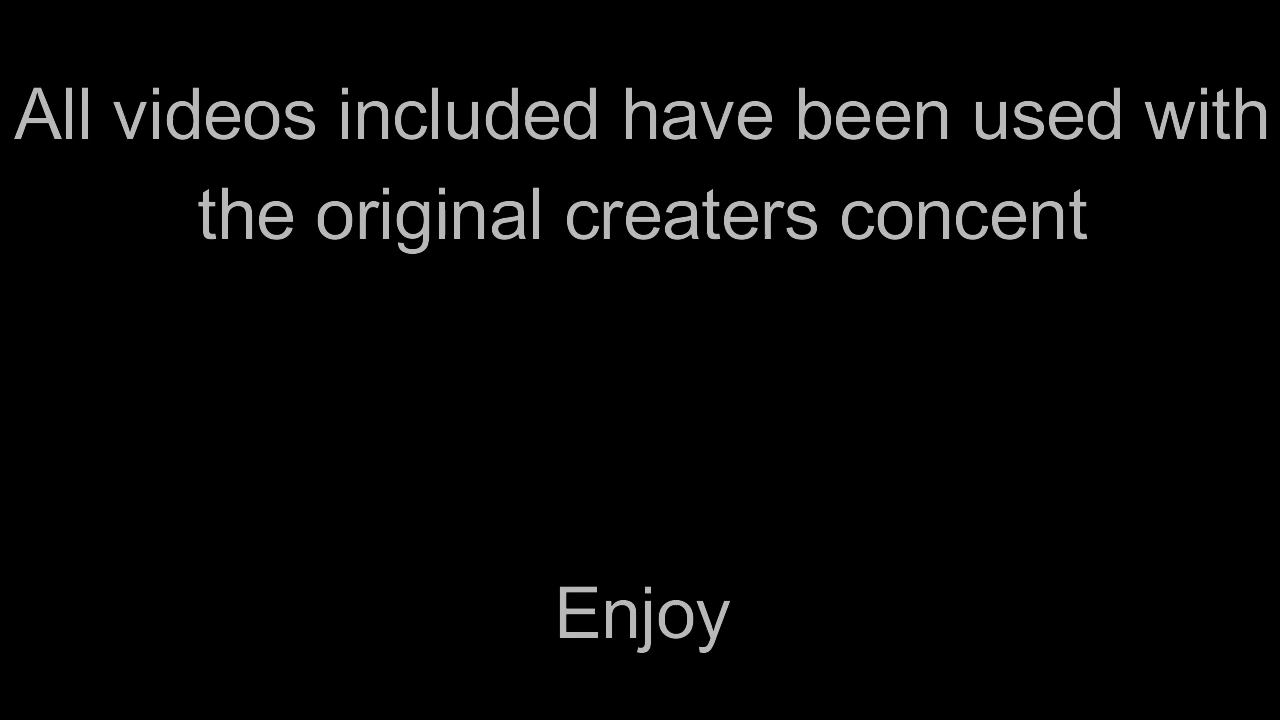 All videos included have been used with
the original creaters concent
Enjoy